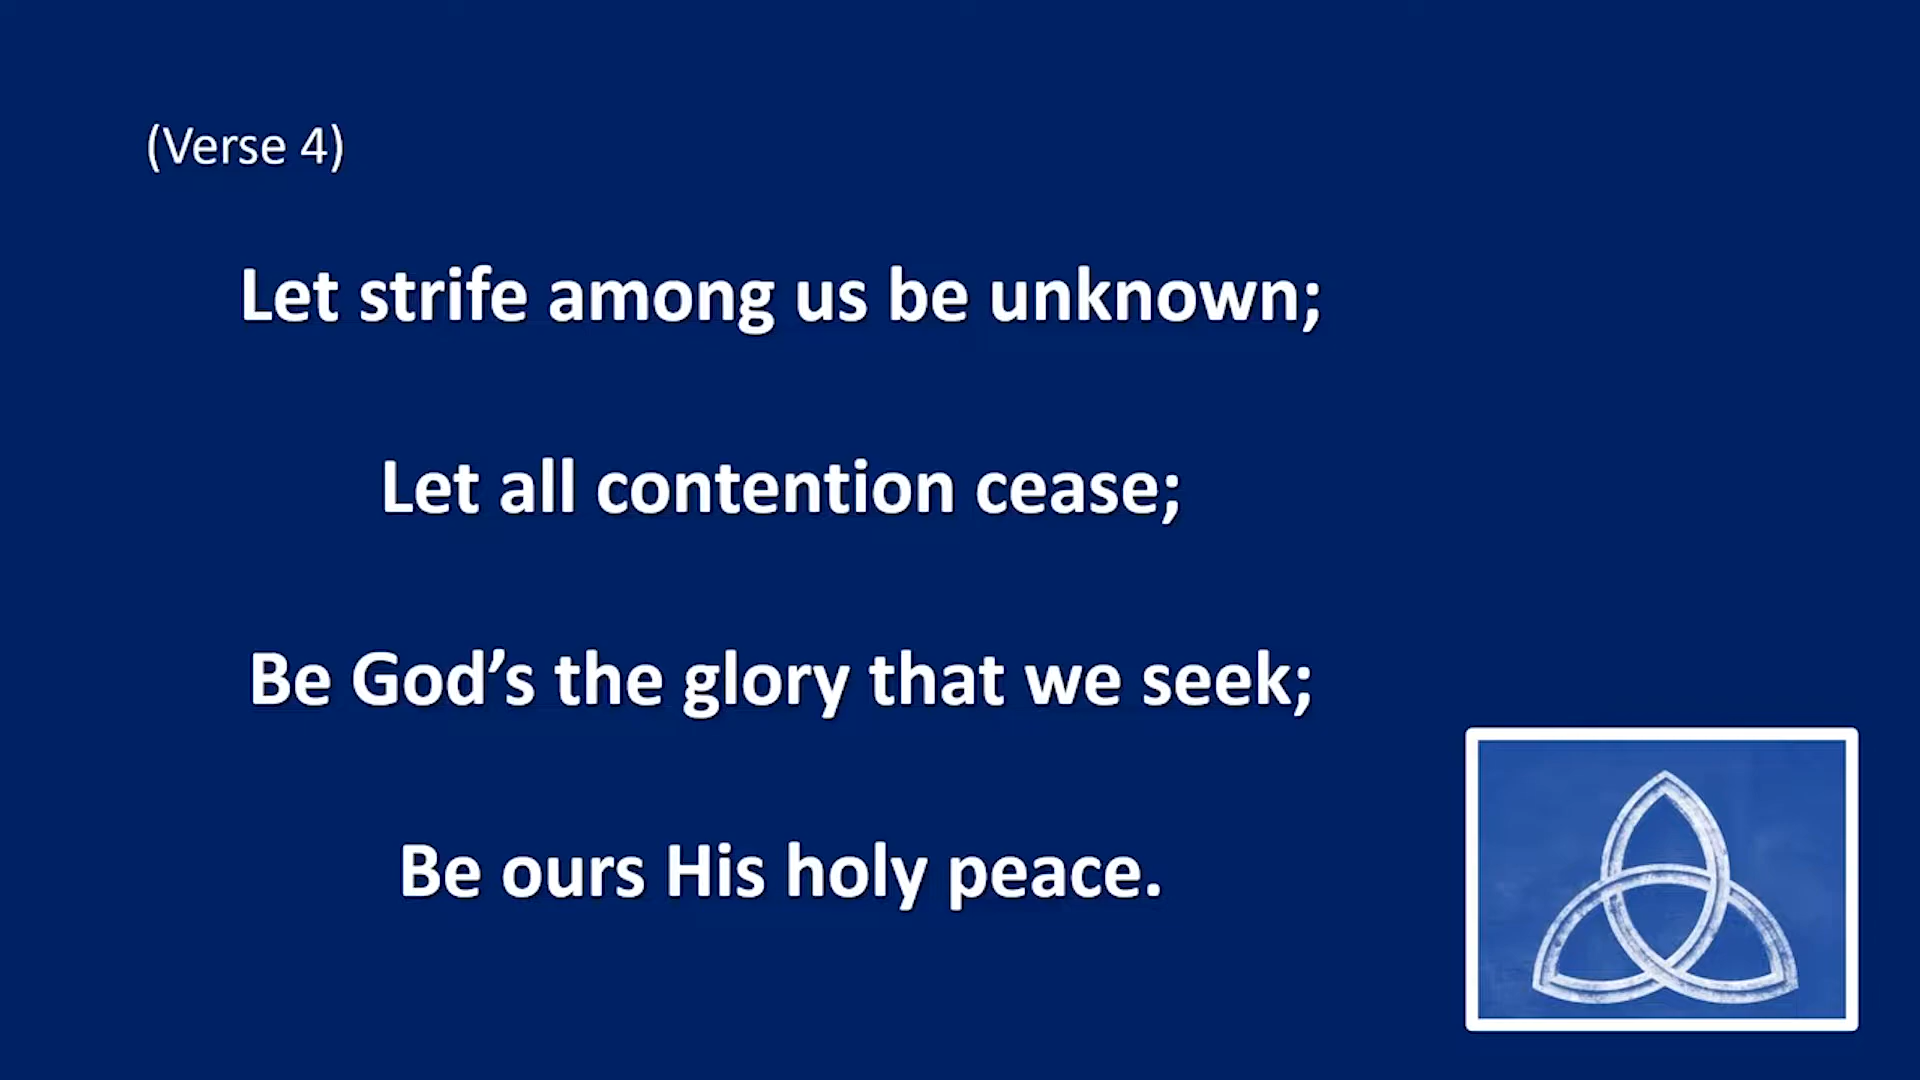 (Verse 4)
Let strife among us be unknown;
Let all contention cease;
Be God’s the glory that we seek;
Be ours His holy peace.